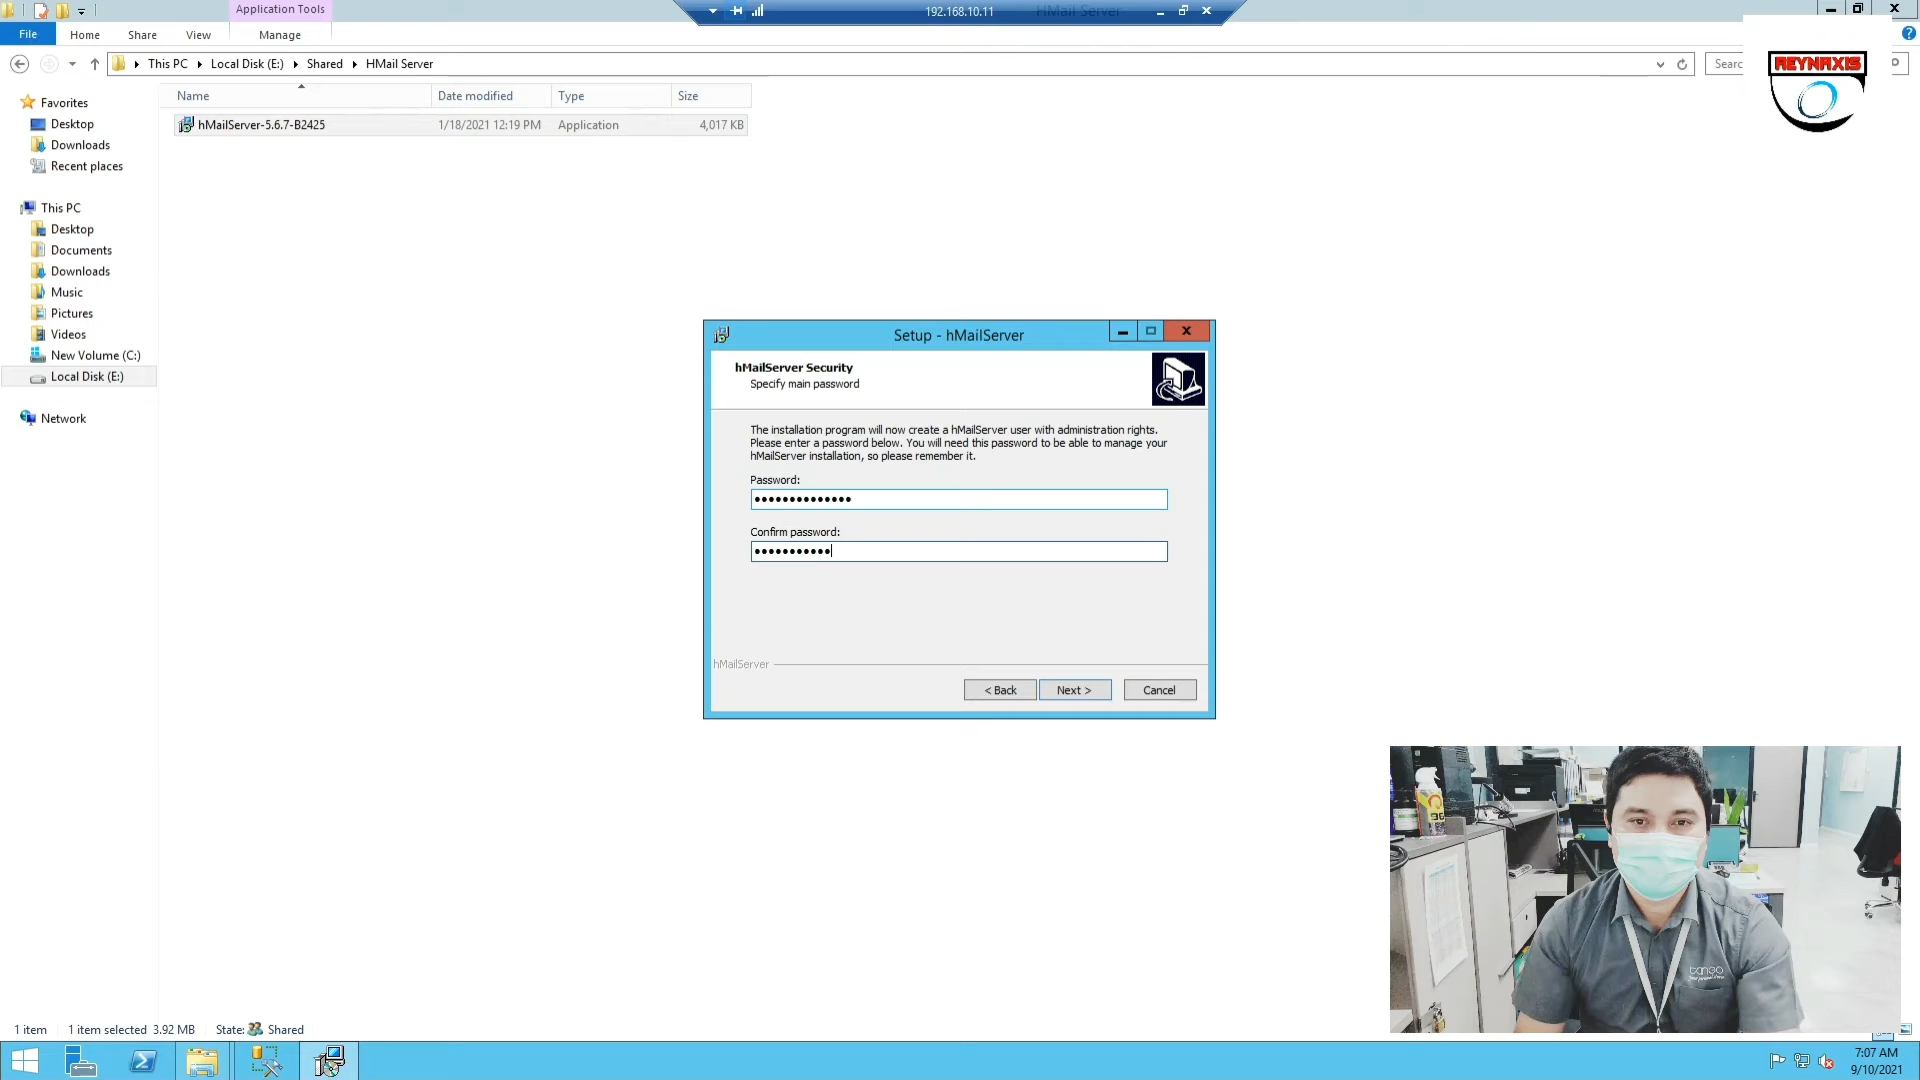 Application Tools
192.168.10.11
HMail Server
File
Home
Share
View
Manage
This PC
Local Disk (E:)
Shared
HMail Server
Searc
REYNAXIS
Name
Date modified
Type
Size
hMailServer-5.6.7-B2425
1/18/2021 12:19 PM
Application
4,017 KB
Favorites
Desktop
Downloads
Recent places
This PC
Desktop
Documents
Downloads
Music
Pictures
Videos
New Volume (C:)
Local Disk (E:)
Network
Setup - hMailServer
hMailServer Security
Specify main password
The installation program will now create a hMailServer user with administration rights.
Please enter a password below. You will need this password to be able to manage your
hMailServer installation, so please remember it.
Password:
Confirm password:
hMailServer
< Back
Next >
Cancel
tango
1 item
1 item selected 3.92 MB
State: Shared
7:07 AM
9/10/2021